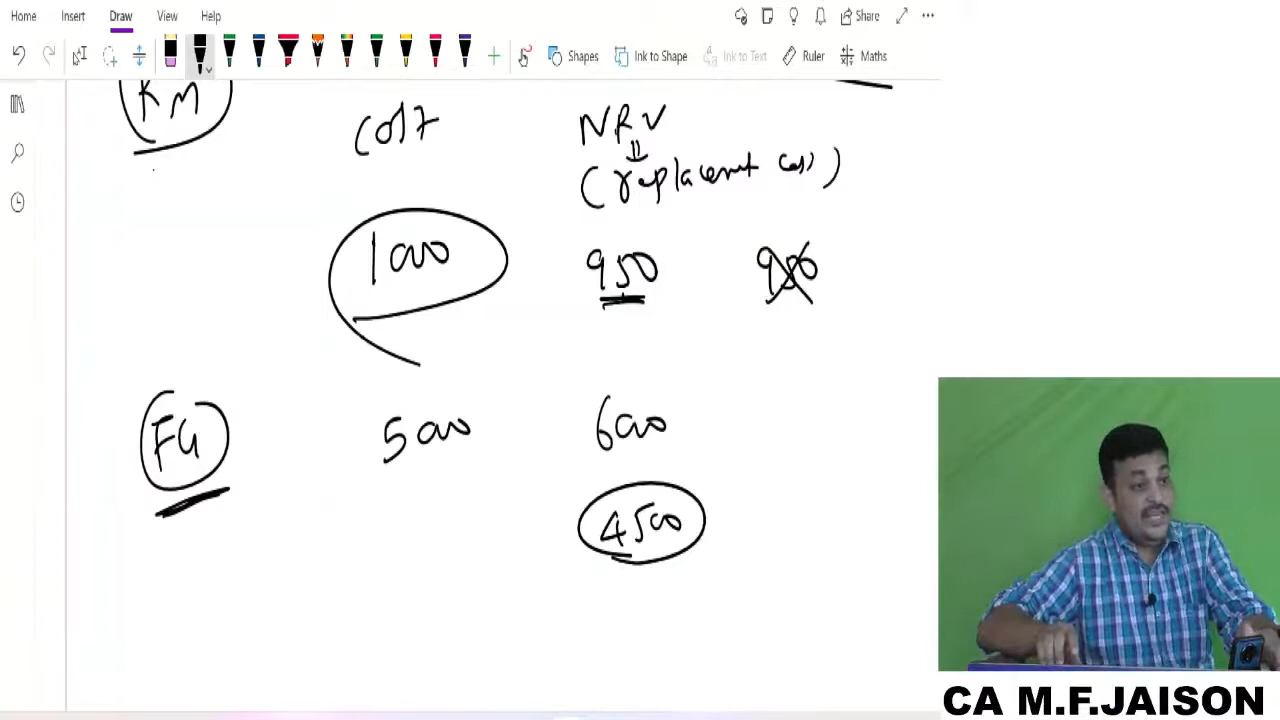 Home Insert Draw View Help Share
Ink to Text Shapes Ink to Shape Ruler Maths
RM
Cost NRV
(replacement cost)
1000 950 900
FG 5000 6000
4500
CA M.F.JAISON